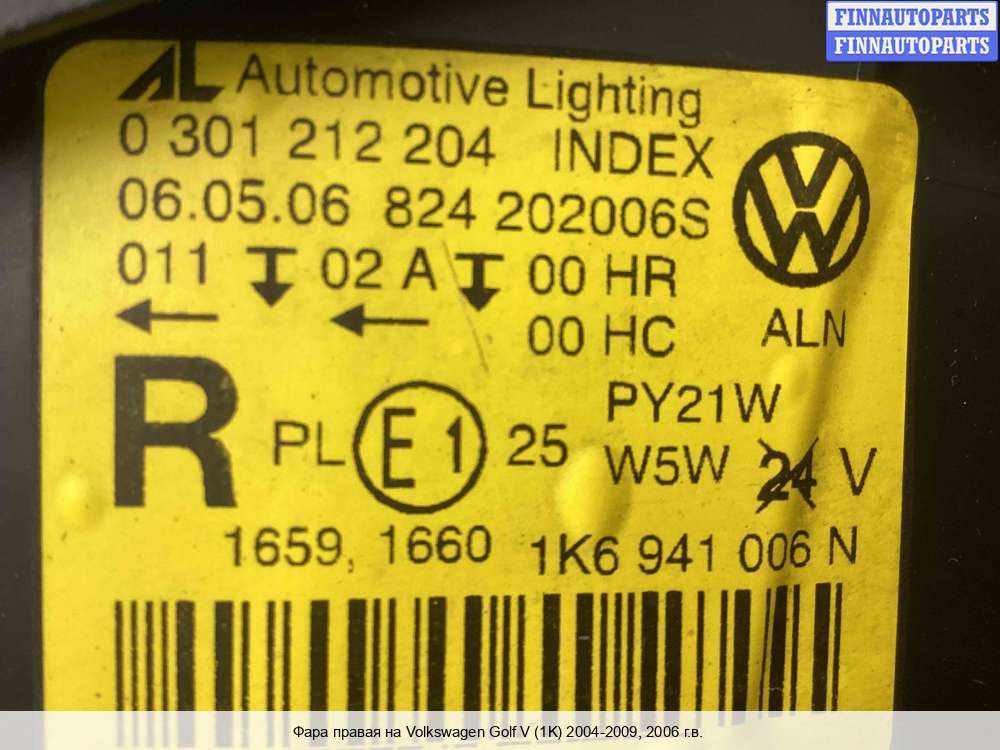 FINNAUTOPARTS
FINNAUTOPARTS
AL Automotive Lighting
0 301 212 204 INDEX
06.05.06 824 202006S
011 02 A 00 HR
00 HC ALN
R PL E1 25 PY21W
W5W 24 V
1659, 1660 1K6 941 006 N
Фара правая на Volkswagen Golf V (1K) 2004-2009, 2006 г.в.